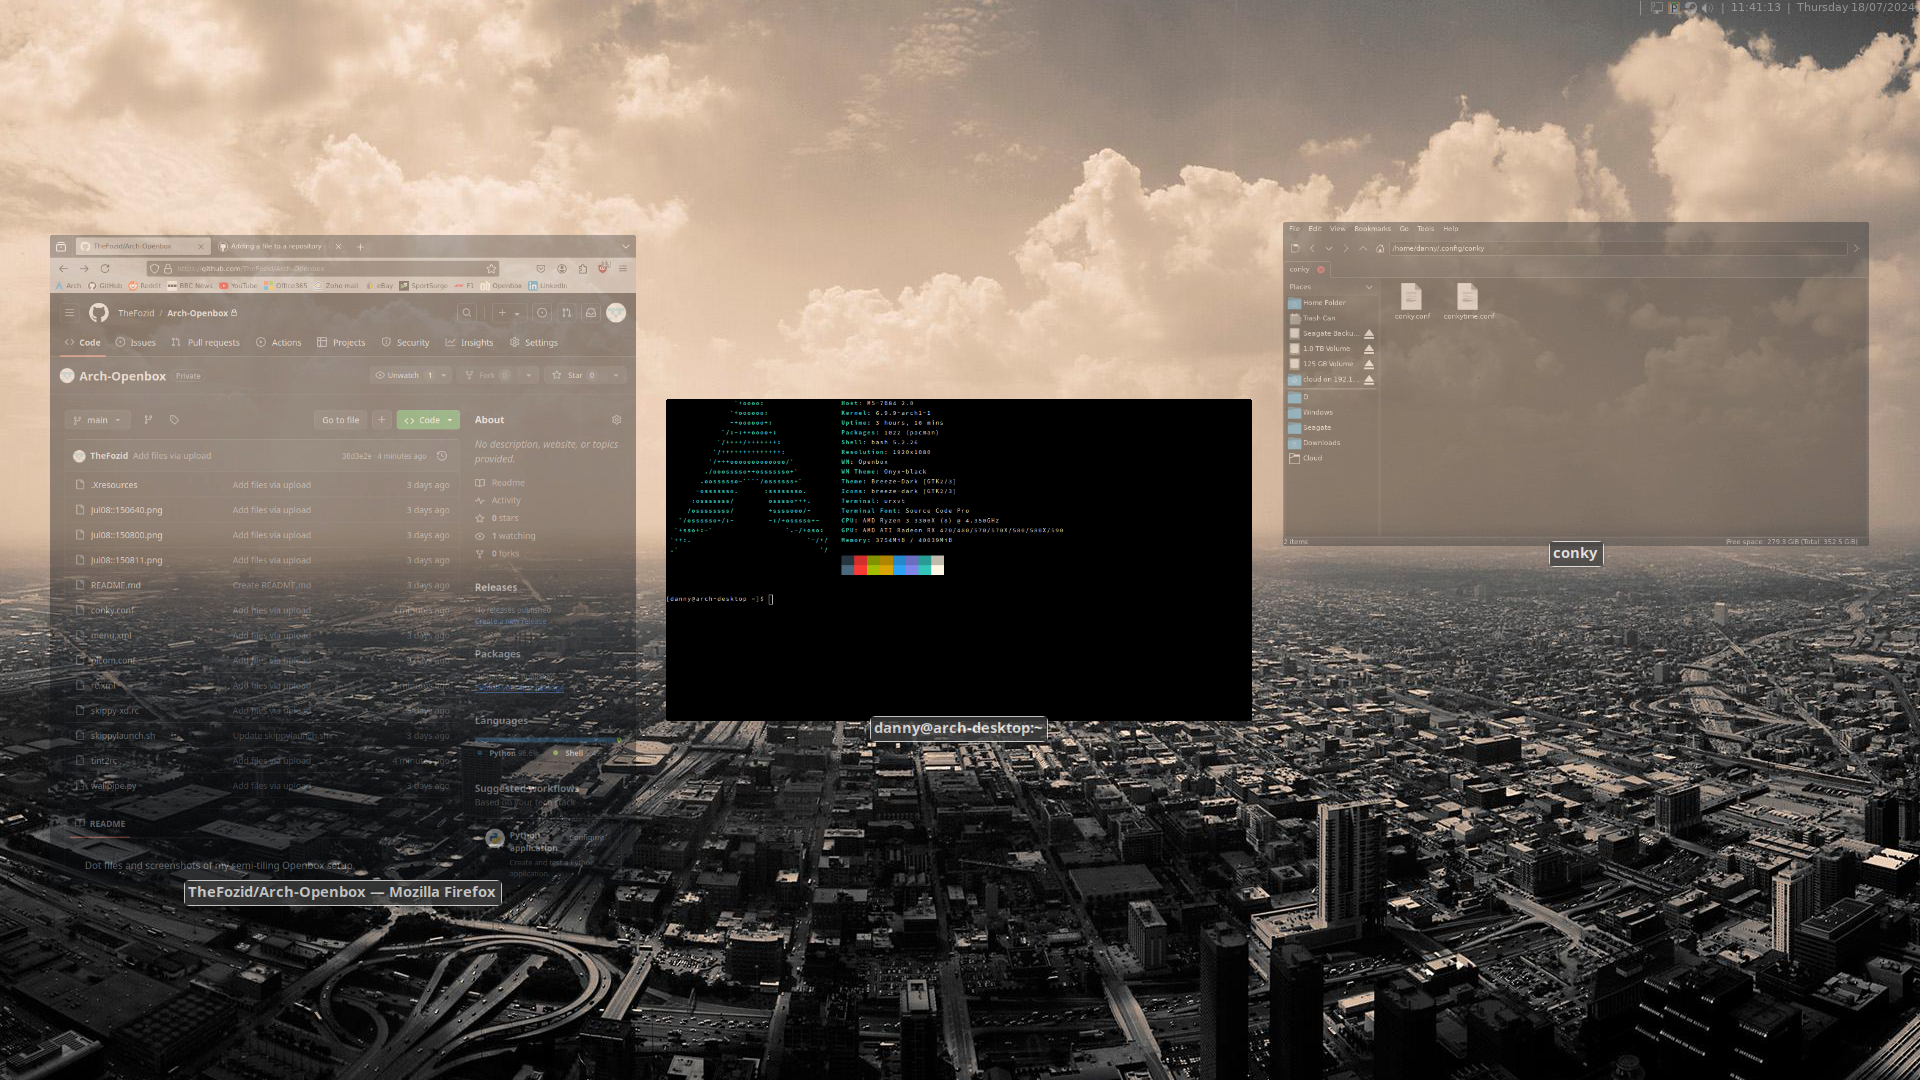 11:41:13 | Thursday 18/07/2024
TheFozid/Arch-Openbox
Adding a file to a repository
https://github.com/TheFozid/Arch-Openbox
Arch GitHub Reddit BBC News YouTube Office365 Zoho mail eBay SportSurge F1 Openbox LinkedIn
TheFozid / Arch-Openbox
Code Issues Pull requests Actions Projects Security Insights Settings
Arch-Openbox Private
Unwatch 1 Fork 0 Star 0
main Go to file Code
TheFozid Add files via upload 4 minutes ago
.Xresources Add files via upload 3 days ago
Jul08::150640.png Add files via upload 3 days ago
Jul08::150800.png Add files via upload 3 days ago
Jul08::150811.png Add files via upload 3 days ago
README.md Create README.md 3 days ago
conky.conf Add files via upload 4 minutes ago
menu.xml Add files via upload 3 days ago
picom.conf Add files via upload 3 days ago
rc.xml Add files via upload
skippy-xd.rc Add files via upload 3 days ago
skippylaunch.sh Update skippylaunch.sh 3 days ago
tint2rc Add files via upload 4 minutes ago
wallpipe.py Add files via upload 3 days ago
README
Dot files and screenshots of my semi-tiling Openbox setup.
About
No description, website, or topics
provided.
Readme
Activity
0 stars
1 watching
0 forks
Releases
No releases published
Create a new release
Packages
Languages
Python Shell
Suggested workflows
Based on your tech stack
Python
application
Configure
Create and test a Python
application.
TheFozid/Arch-Openbox — Mozilla Firefox
Host: MS-7B84 2.0
Kernel: 6.9.9-arch1-1
Uptime: 3 hours, 10 mins
Packages: 1022 (pacman)
Shell: bash 5.2.26
Resolution: 1920x1080
WM: Openbox
WM Theme: Onyx-black
Theme: Breeze-Dark [GTK2/3]
Icons: breeze-dark [GTK2/3]
Terminal: urxvt
Terminal Font: Source Code Pro
CPU: AMD Ryzen 3 3300X (8) @ 4.350GHz
GPU: AMD ATI Radeon RX 470/480/570/570X/580/580X/590
Memory: 3754MiB / 40039MiB
[danny@arch-desktop ~]$
danny@arch-desktop:~
File Edit View Bookmarks Go Tools Help
/home/danny/.config/conky
conky
Places
Home Folder
Trash Can
Seagate Backu...
1.0 TB Volume
125 GB Volume
cloud on 192.1...
D
Windows
Seagate
Downloads
Cloud
conky.conf conkytime.conf
2 items Free space: 279.3 GiB (Total: 352.5 GiB)
conky